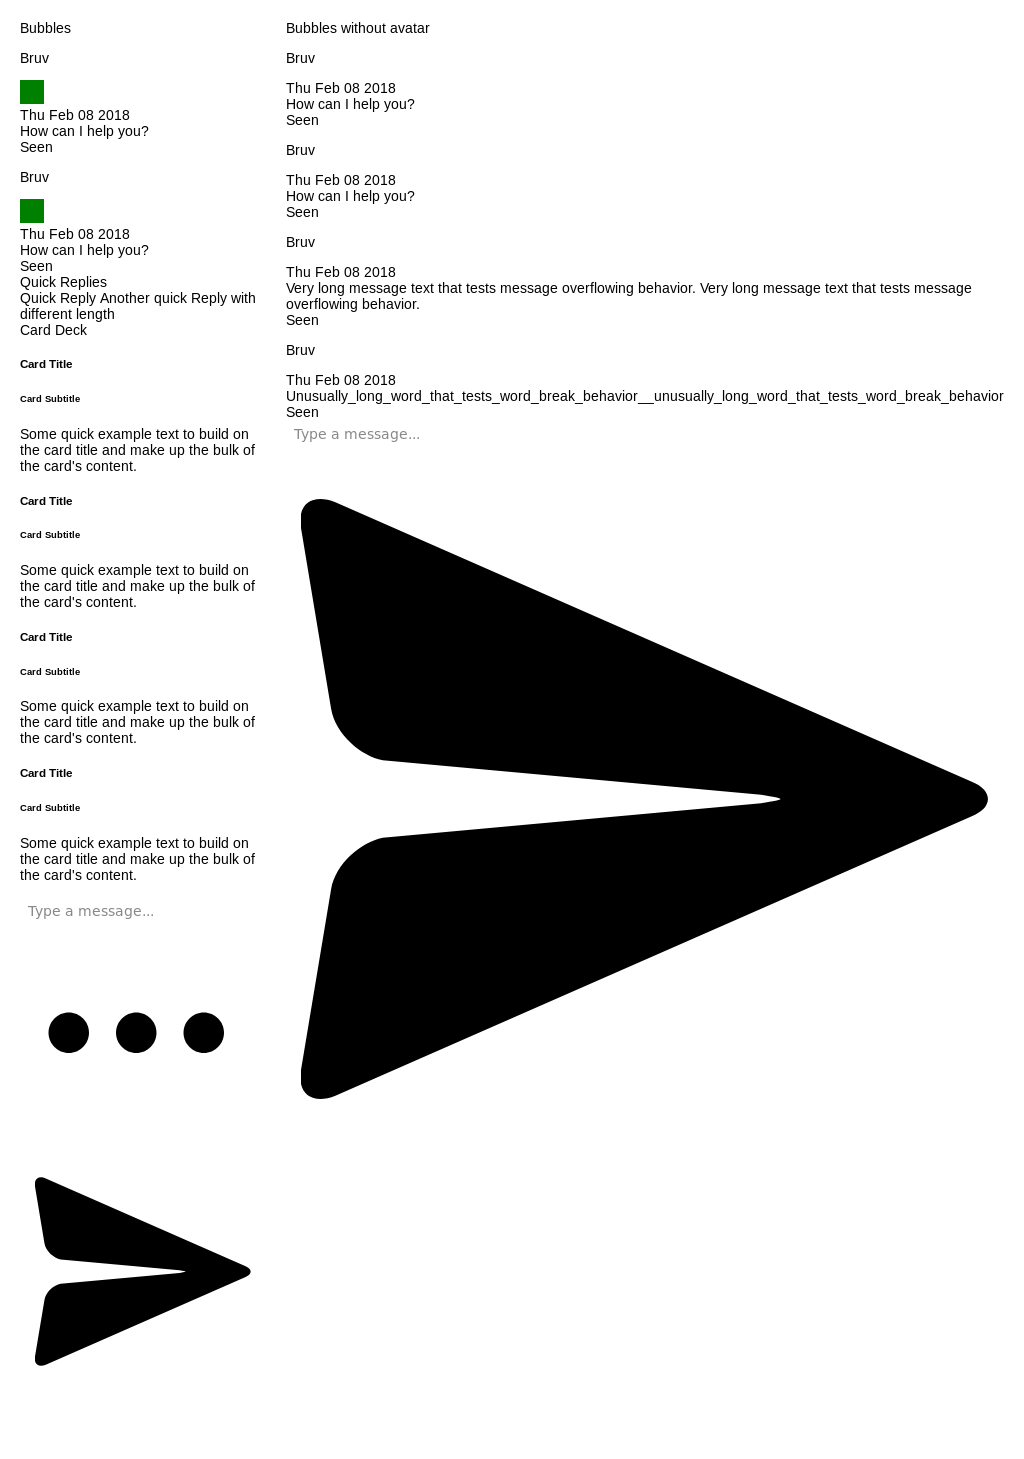 Bubbles
Bruv
Thu Feb 08 2018
How can I help you?
Seen
Bruv
Thu Feb 08 2018
How can I help you?
Seen
Quick Replies
Quick Reply Another quick Reply with
different length
Card Deck
Card Title
Card Subtitle
Some quick example text to build on
the card title and make up the bulk of
the card's content.
Card Title
Card Subtitle
Some quick example text to build on
the card title and make up the bulk of
the card's content.
Card Title
Card Subtitle
Some quick example text to build on
the card title and make up the bulk of
the card's content.
Card Title
Card Subtitle
Some quick example text to build on
the card title and make up the bulk of
the card's content.
Type a message...
Bubbles without avatar
Bruv
Thu Feb 08 2018
How can I help you?
Seen
Bruv
Thu Feb 08 2018
How can I help you?
Seen
Bruv
Thu Feb 08 2018
Very long message text that tests message overflowing behavior. Very long message text that tests message
overflowing behavior.
Seen
Bruv
Thu Feb 08 2018
Unusually_long_word_that_tests_word_break_behavior__unusually_long_word_that_tests_word_break_behavior
Seen
Type a message...